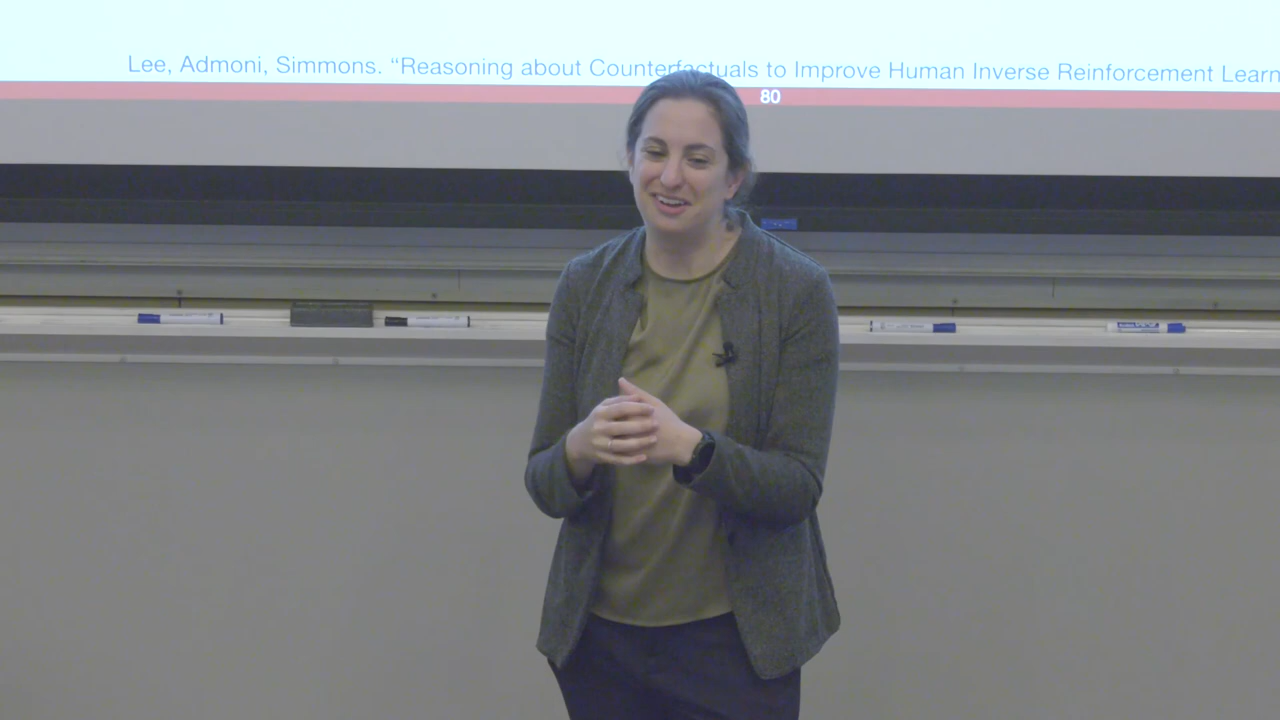 Lee, Admoni, Simmons. “Reasoning about Counterfactuals to Improve Human Inverse Reinforcement Learn
80